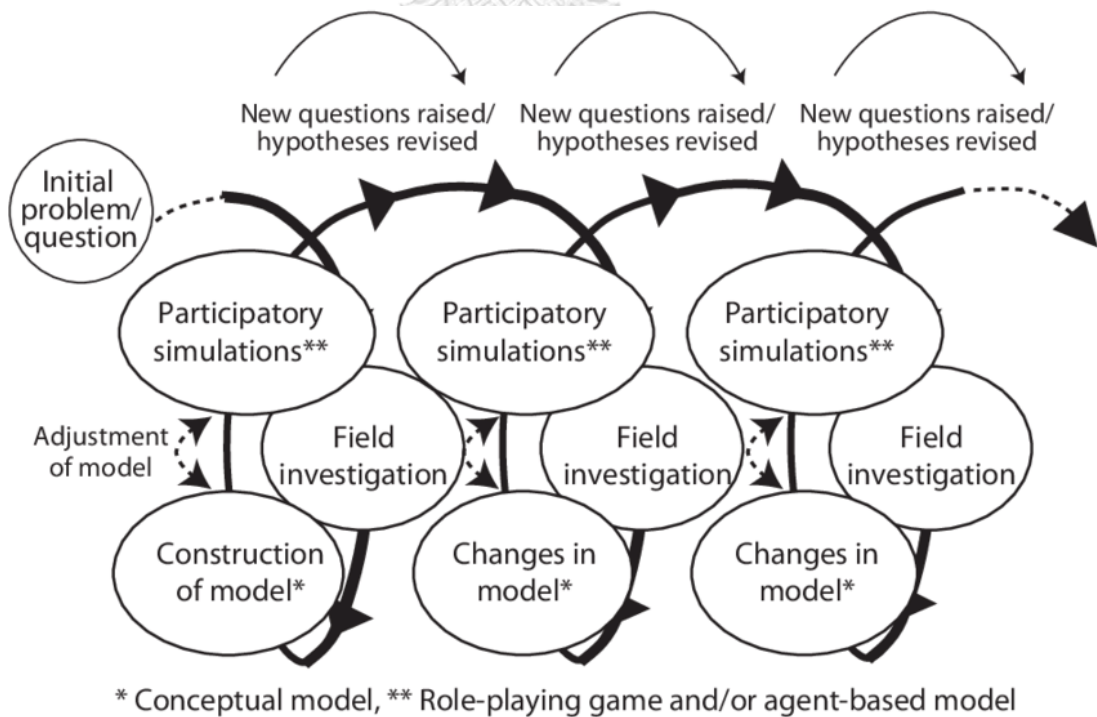 New questions raised/
hypotheses revised
New questions raised/
hypotheses revised
New questions raised/
hypotheses revised
Initial
problem/
question
Participatory
simulations**
Participatory
simulations**
Participatory
simulations**
Adjustment
of model
Field
investigation
Field
investigation
Field
investigation
Construction
of model*
Changes in
model*
Changes in
model*
* Conceptual model, ** Role-playing game and/or agent-based model